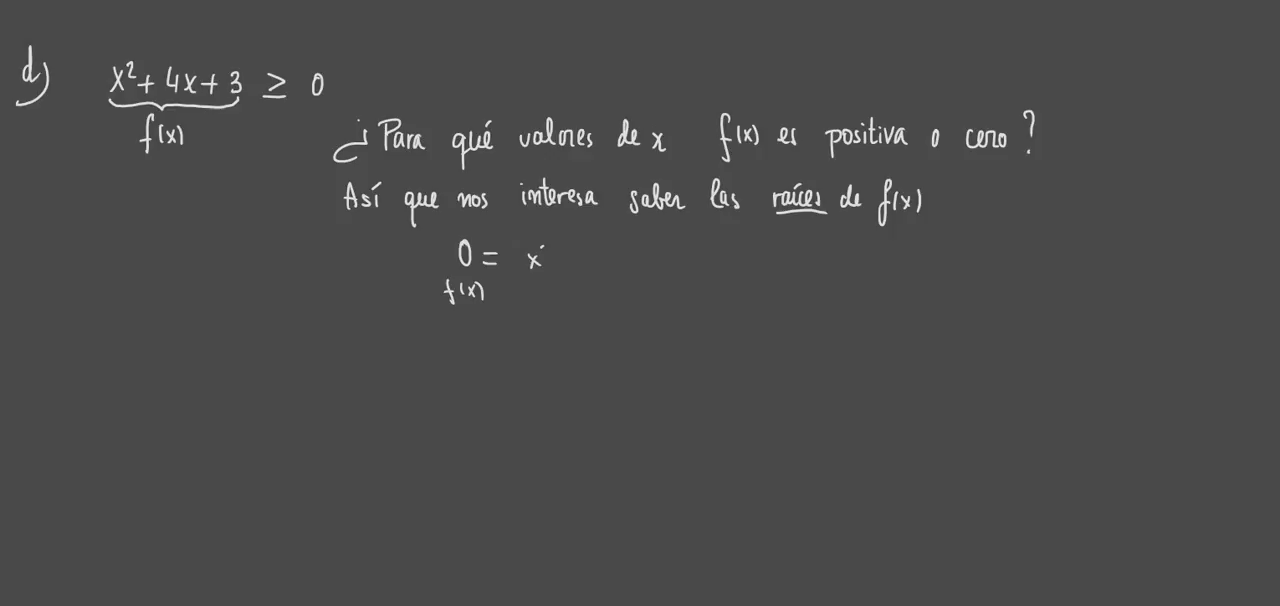 d) x² + 4x + 3 ≥ 0
f(x)
¿Para qué valores de x f(x) es positiva o cero?
Así que nos interesa saber las raíces de f(x)
0 = x
f(x)